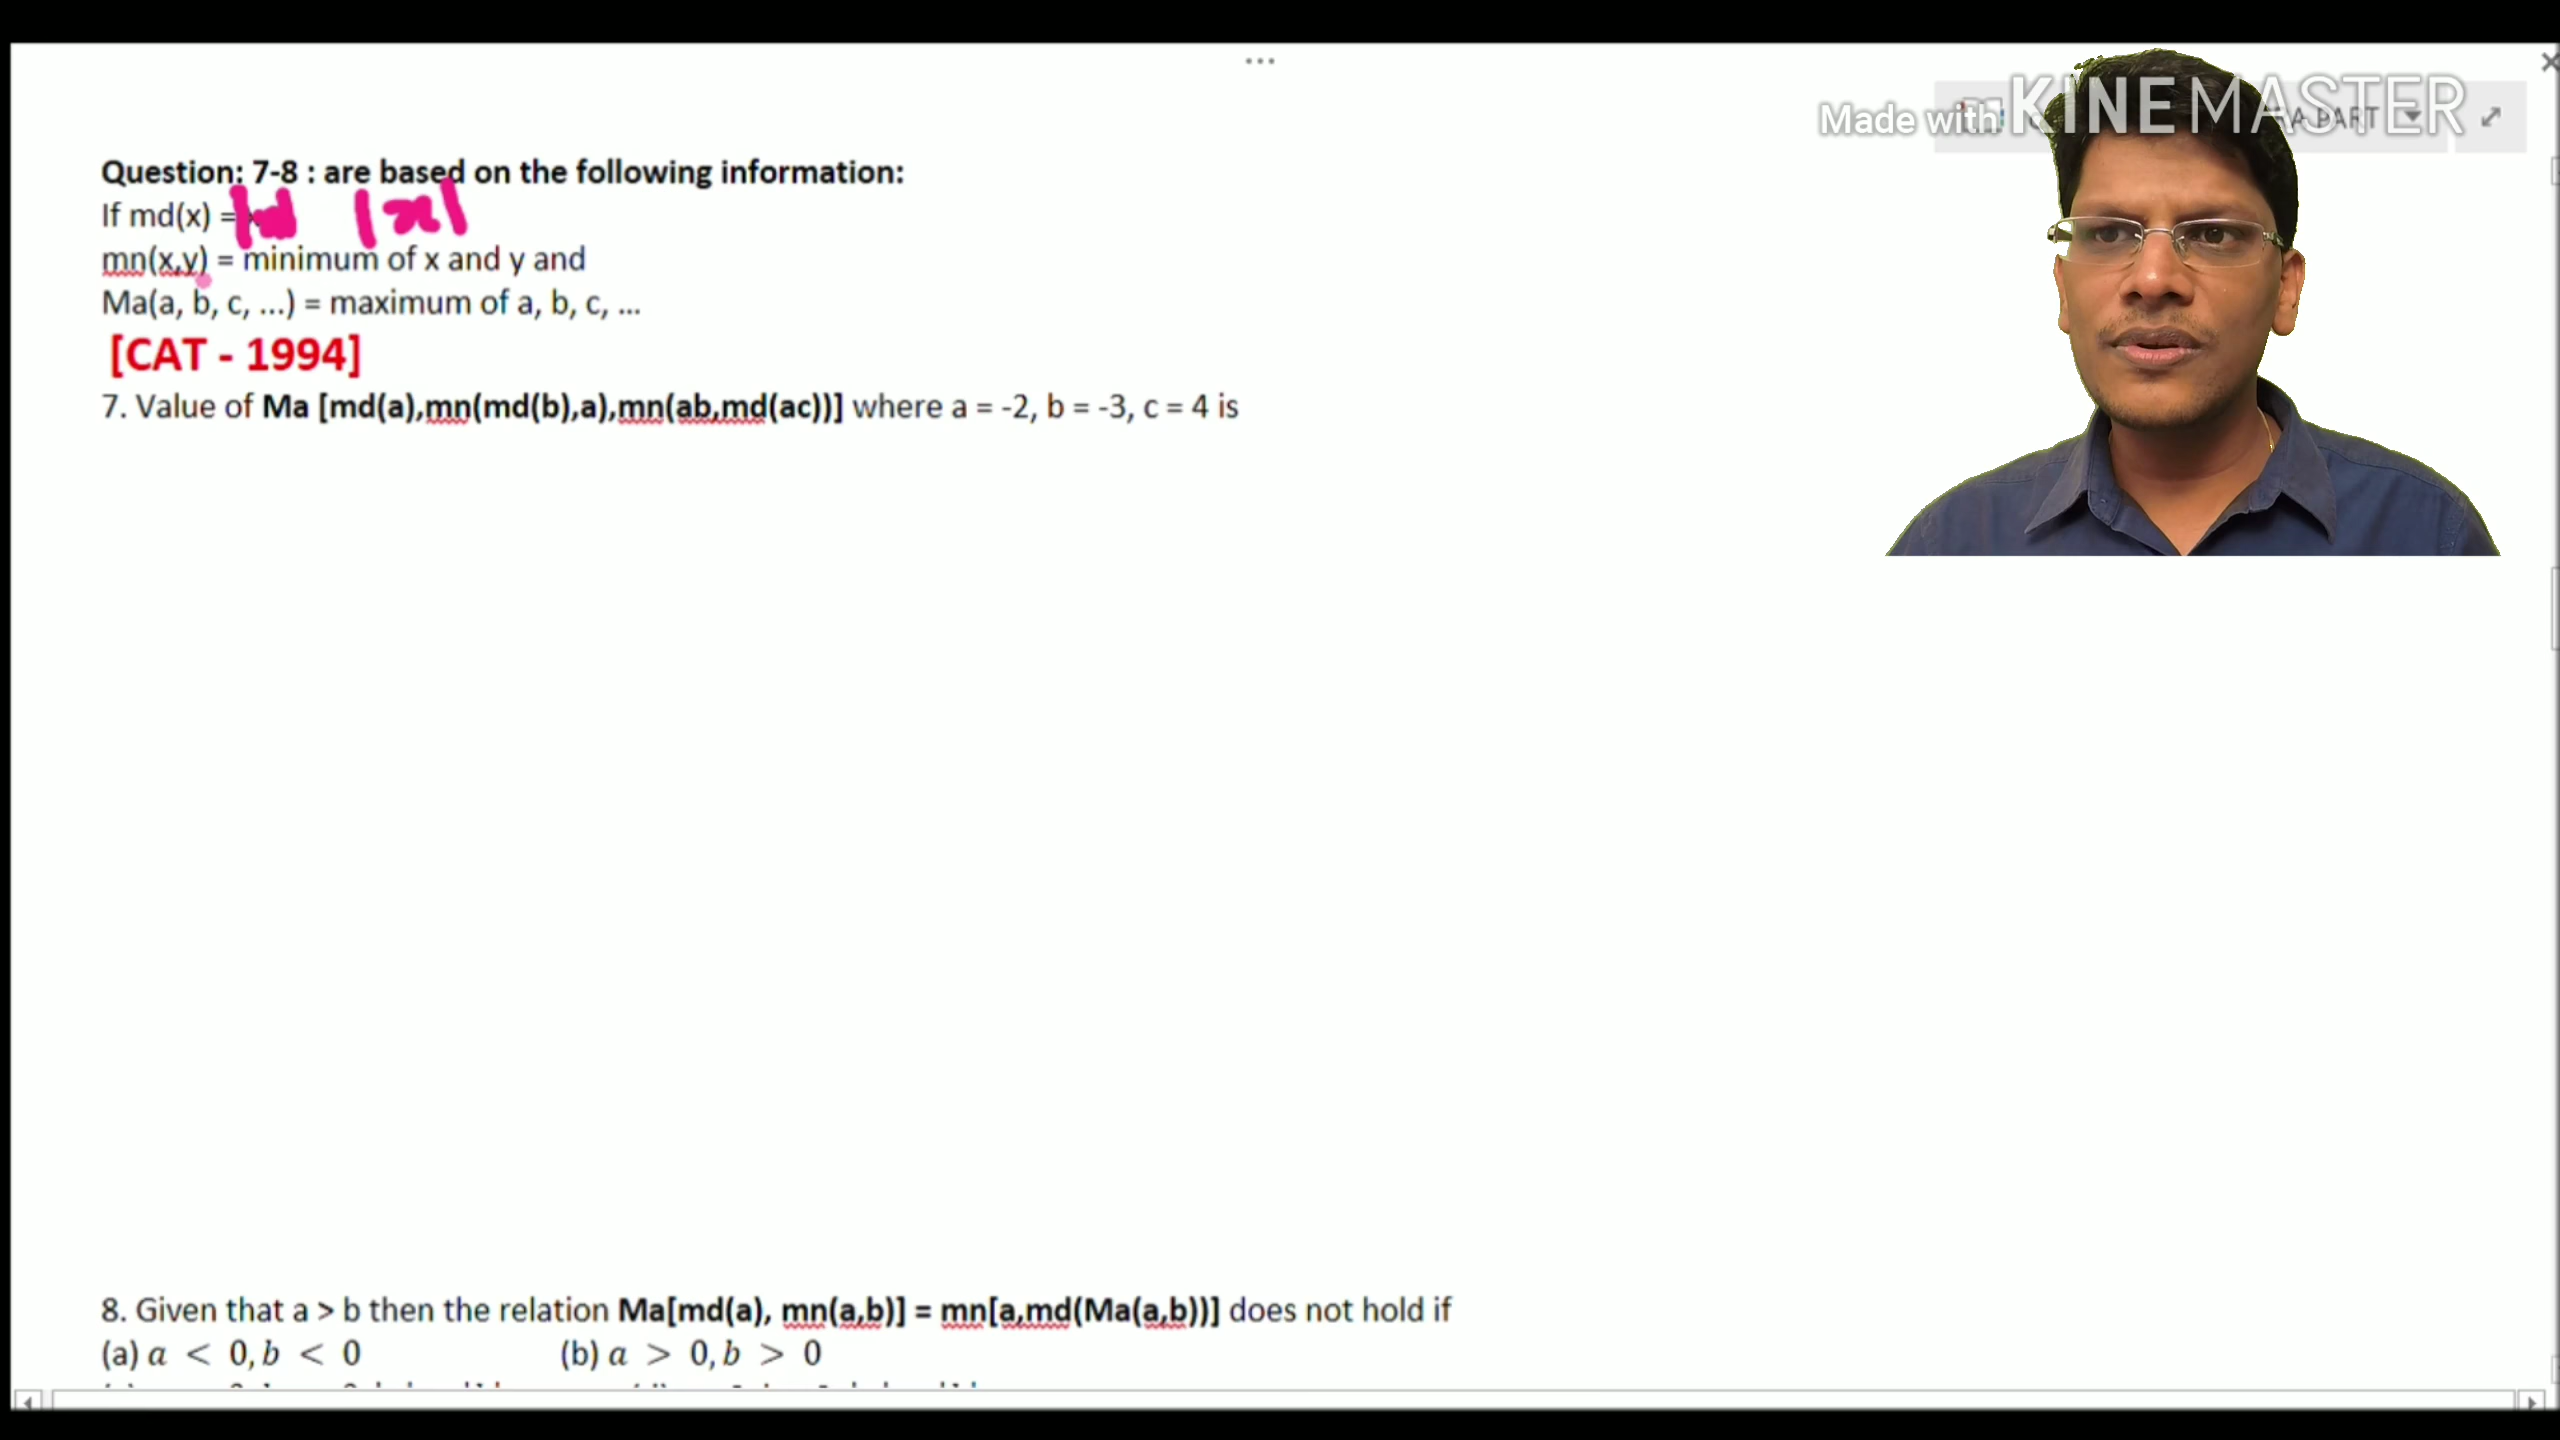 ...
Made with KINEMASTER
A PART
Question: 7-8 : are based on the following information:
If md(x) = |x|
mn(x,y) = minimum of x and y and
Ma(a, b, c, ...) = maximum of a, b, c, ...
[CAT - 1994]
7. Value of Ma [md(a),mn(md(b),a),mn(ab,md(ac))] where a = -2, b = -3, c = 4 is
8. Given that a > b then the relation Ma[md(a), mn(a,b)] = mn[a,md(Ma(a,b))] does not hold if
(a) a < 0, b < 0 (b) a > 0, b > 0